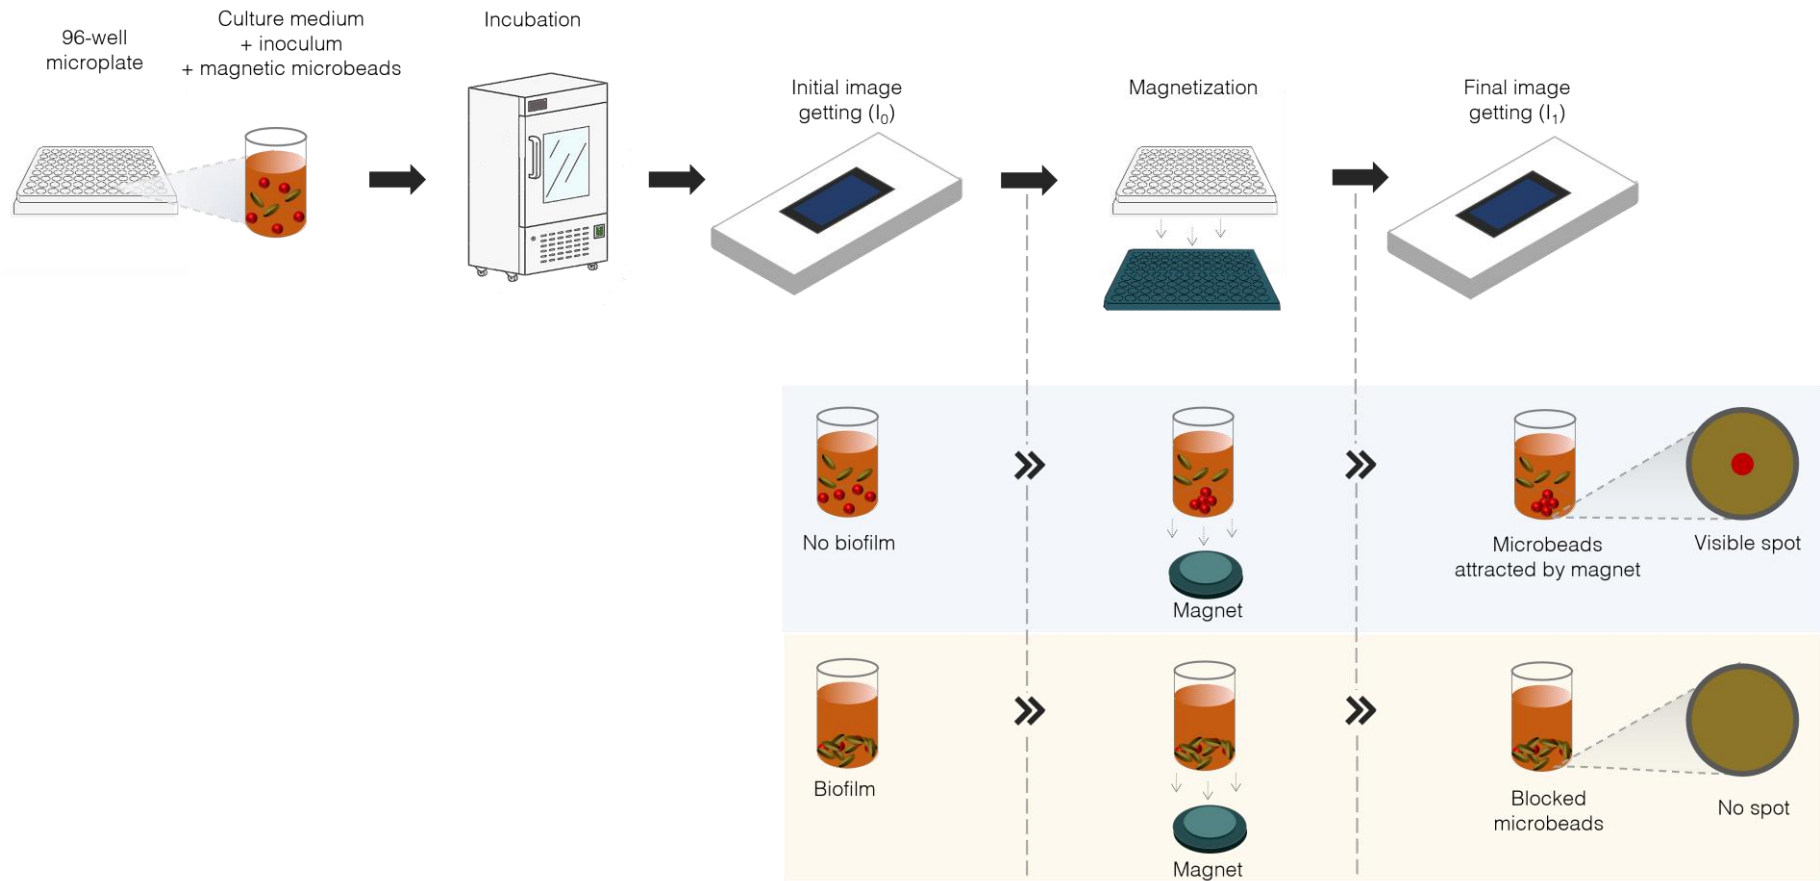 96-well
microplate
Culture medium
+ inoculum
+ magnetic microbeads
Incubation
Initial image
getting (I₀)
Magnetization
Final image
getting (I₁)
No biofilm
Magnet
Microbeads
attracted by magnet
Visible spot
Biofilm
Magnet
Blocked
microbeads
No spot